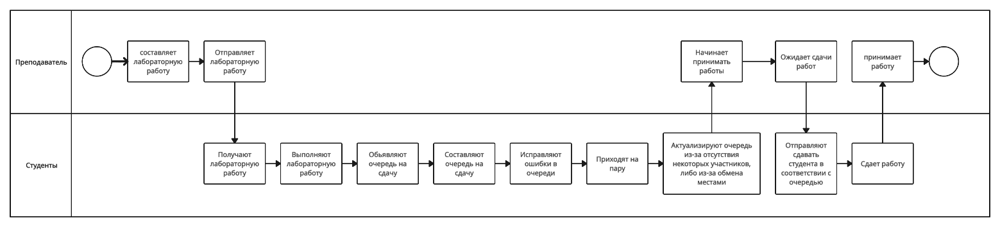 Преподаватель
составляет
лабораторную
работу
Отправляет
лабораторную
работу
Начинает
принимать
работы
Ожидает сдачи
работ
принимает
работу
Студенты
Получают
лабораторную
работу
Выполняют
лабораторную
работу
Обьявляют
очередь на
сдачу
Составляют
очередь на
сдачу
Исправляют
ошибки в
очереди
Приходят на
пару
Актуализируют очередь
из-за отсутствия
некоторых участников,
либо из-за обмена
местами
Отправляют
сдавать
студента в
соответствии с
очередью
Сдает работу